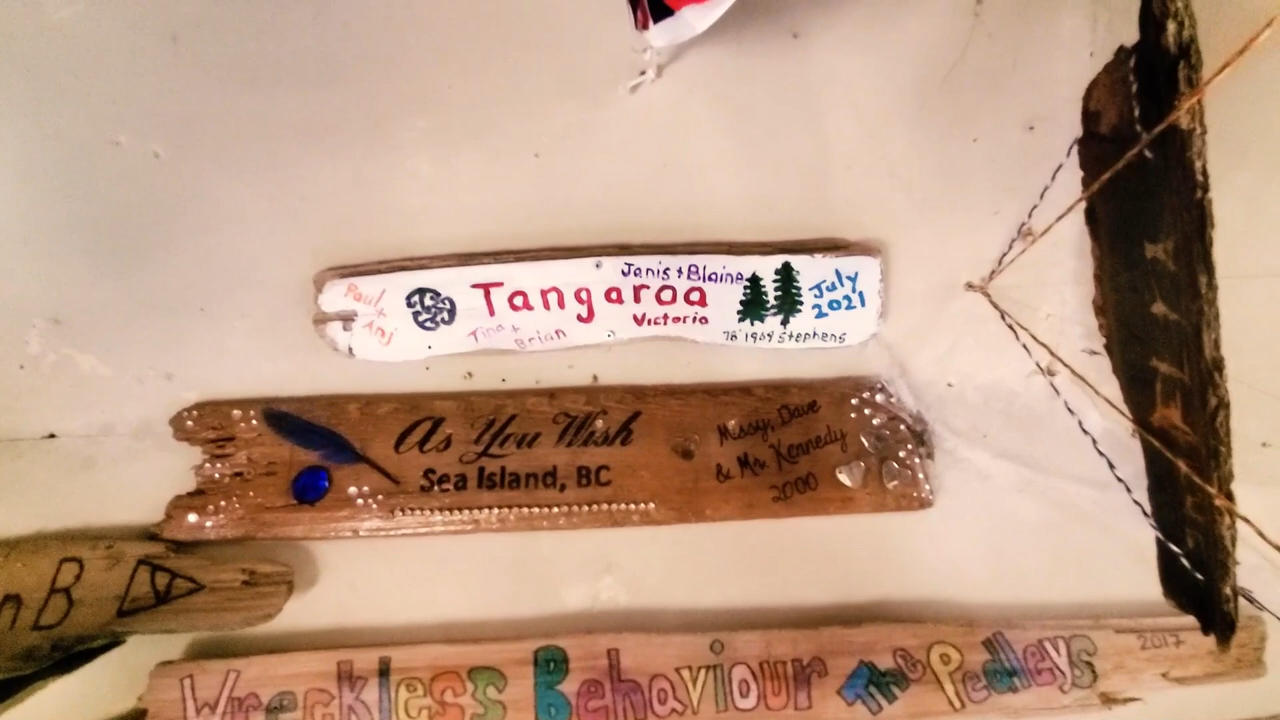 Paul
+
Anj
Tangaroa
Janis + Blaine
Victoria
Tina +
Brian
July
2021
78' 1969 Stephens
As You Wish
Sea Island, BC
Missy, Dave
& Mr. Kennedy
2000
n B
Wreckless Behaviour The Pedleys
2017